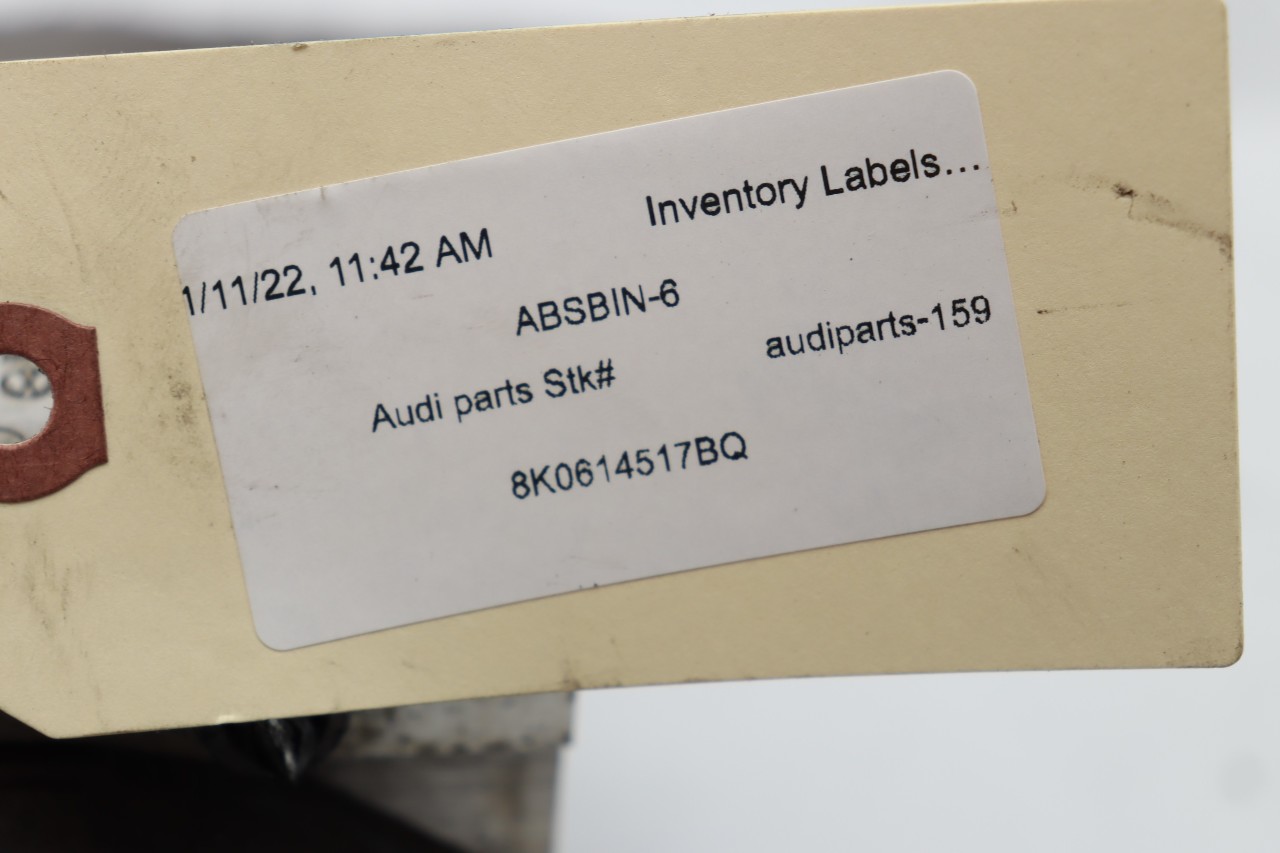 1/11/22, 11:42 AM Inventory Labels...
ABSBIN-6
Audi parts Stk# audiparts-159
8K0614517BQ